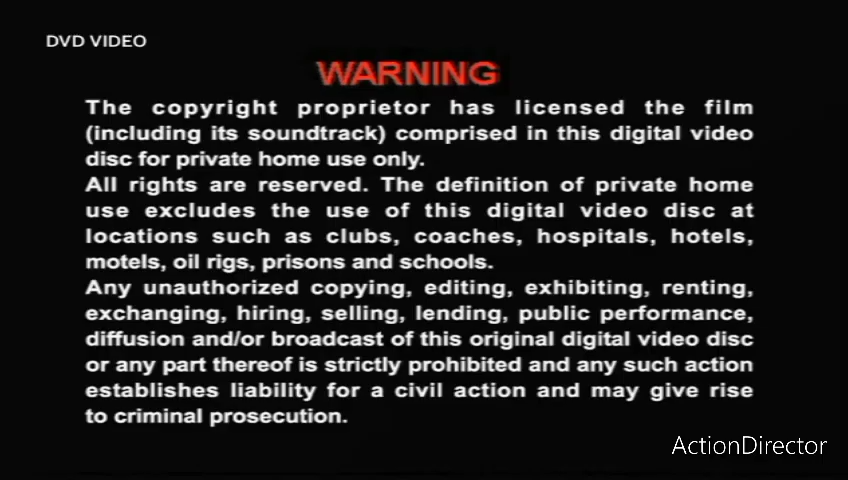 DVD VIDEO
WARNING
The copyright proprietor has licensed the film
(including its soundtrack) comprised in this digital video
disc for private home use only.
All rights are reserved. The definition of private home
use excludes the use of this digital video disc at
locations such as clubs, coaches, hospitals, hotels,
motels, oil rigs, prisons and schools.
Any unauthorized copying, editing, exhibiting, renting,
exchanging, hiring, selling, lending, public performance,
diffusion and/or broadcast of this original digital video disc
or any part thereof is strictly prohibited and any such action
establishes liability for a civil action and may give rise
to criminal prosecution.
ActionDirector